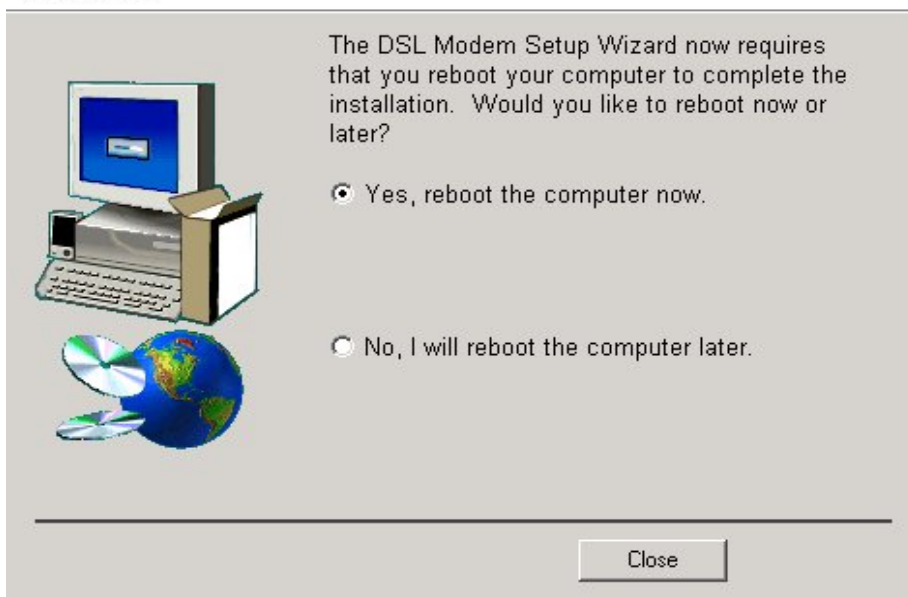 The DSL Modem Setup Wizard now requires
that you reboot your computer to complete the
installation.  Would you like to reboot now or
later?
Yes, reboot the computer now.
No, I will reboot the computer later.
Close